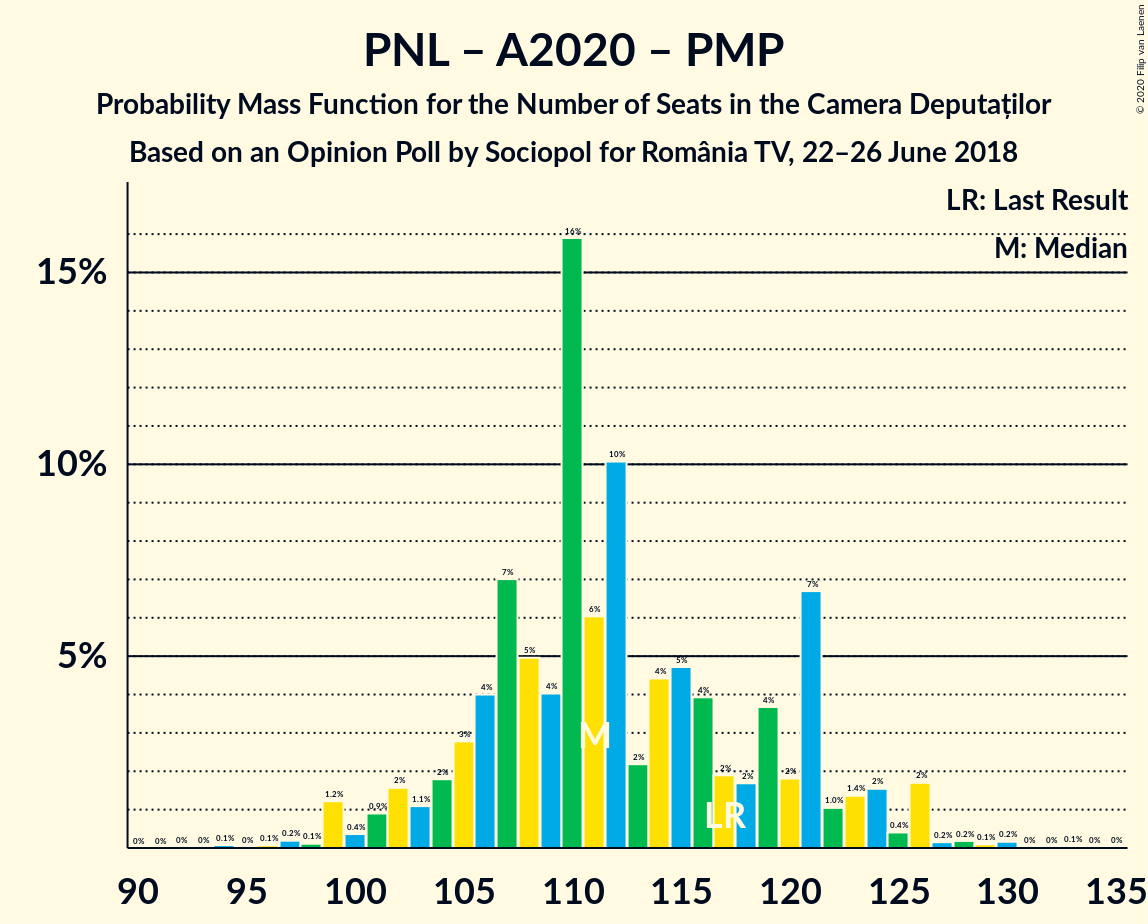 PNL – A2020 – PMP
Probability Mass Function for the Number of Seats in the Camera Deputaților
Based on an Opinion Poll by Sociopol for România TV, 22–26 June 2018
© 2020 Filip van Laenen
LR: Last Result
M: Median
15%
10%
5%
0% 0% 0% 0% 0.1% 0% 0.1% 0.2% 0.1% 1.2% 0.4% 0.9% 2% 1.1% 2% 3% 4% 7% 5% 4% 16% 6% 10% 2% 4% 5% 4% 2% 2% 4% 2% 7% 1.0% 1.4% 2% 0.4% 2% 0.2% 0.2% 0.1% 0.2% 0% 0% 0.1% 0% 0%
M
LR
90 95 100 105 110 115 120 125 130 135